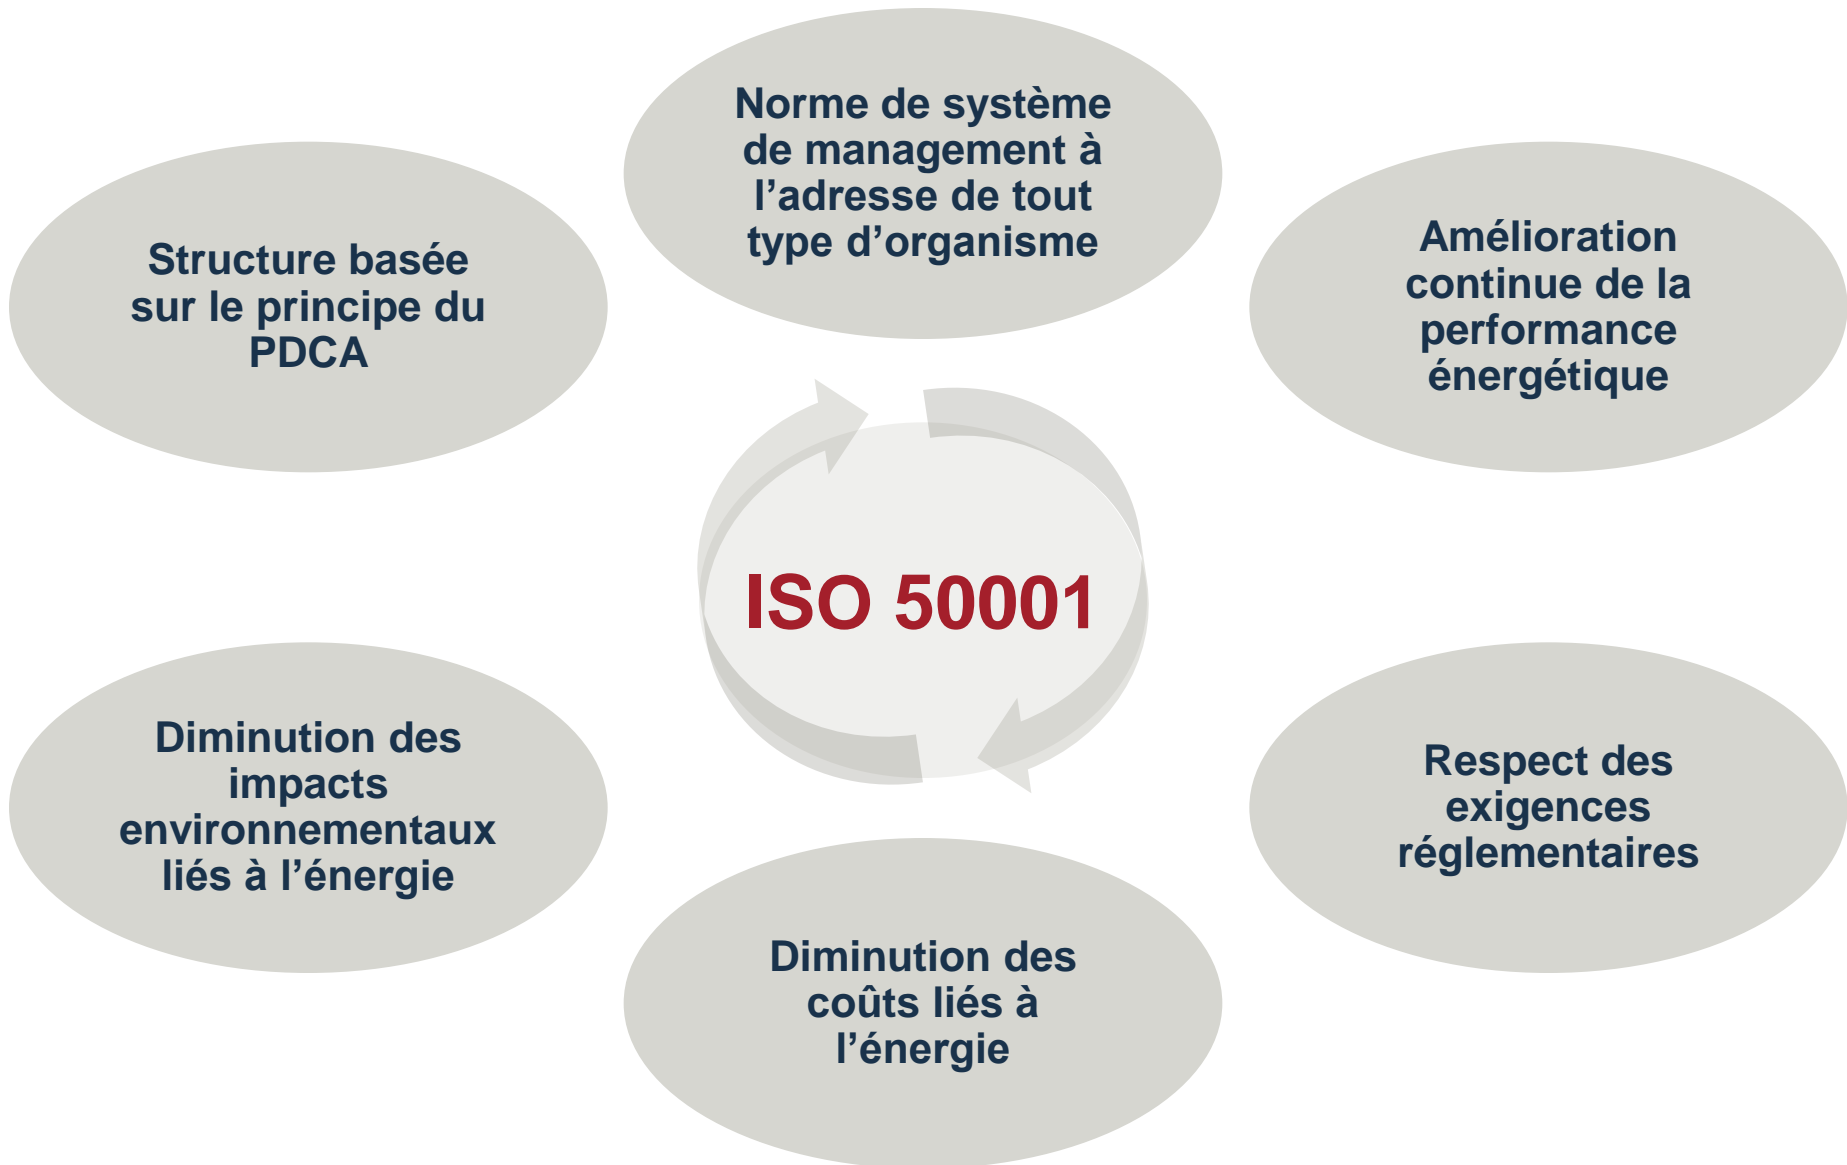 Norme de système
de management à
l’adresse de tout
type d’organisme
Structure basée
sur le principe du
PDCA
Amélioration
continue de la
performance
énergétique
ISO 50001
Diminution des
impacts
environnementaux
liés à l’énergie
Respect des
exigences
réglementaires
Diminution des
coûts liés à
l’énergie